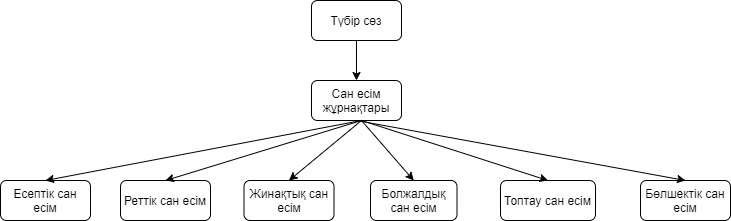 Түбір сөз
Сан есім
жұрнақтары
Есептік сан
есім
Реттік сан есім
Жинақтық сан
есім
Болжалдық
сан есім
Топтау сан есім
Бөлшектік сан
есім